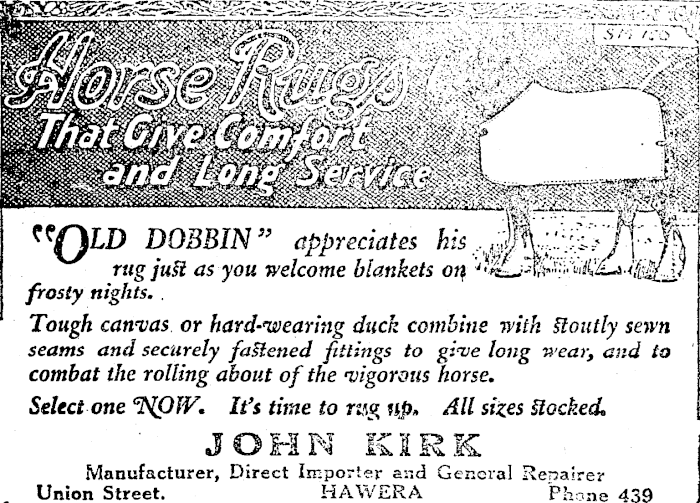 Horse Rugs
That Give Comfort
and Long Service
"OLD DOBBIN" appreciates his
rug just as you welcome blankets on
frosty nights.
Tough canvas or hard-wearing duck combine with stoutly sewn
seams and securely fastened fittings to give long wear, and to
combat the rolling about of the vigorous horse.
Select one NOW. It's time to rug up. All sizes stocked.
JOHN KIRK
Manufacturer, Direct Importer and General Repairer
Union Street. HAWERA Phone 439